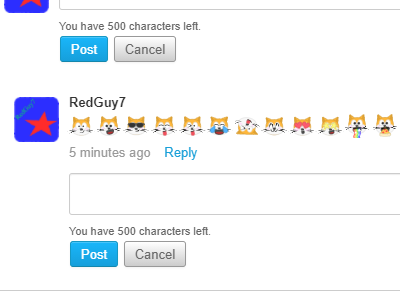 You have 500 characters left.
Post Cancel
RedGuy7
RedGuy7
5 minutes ago Reply
You have 500 characters left.
Post Cancel